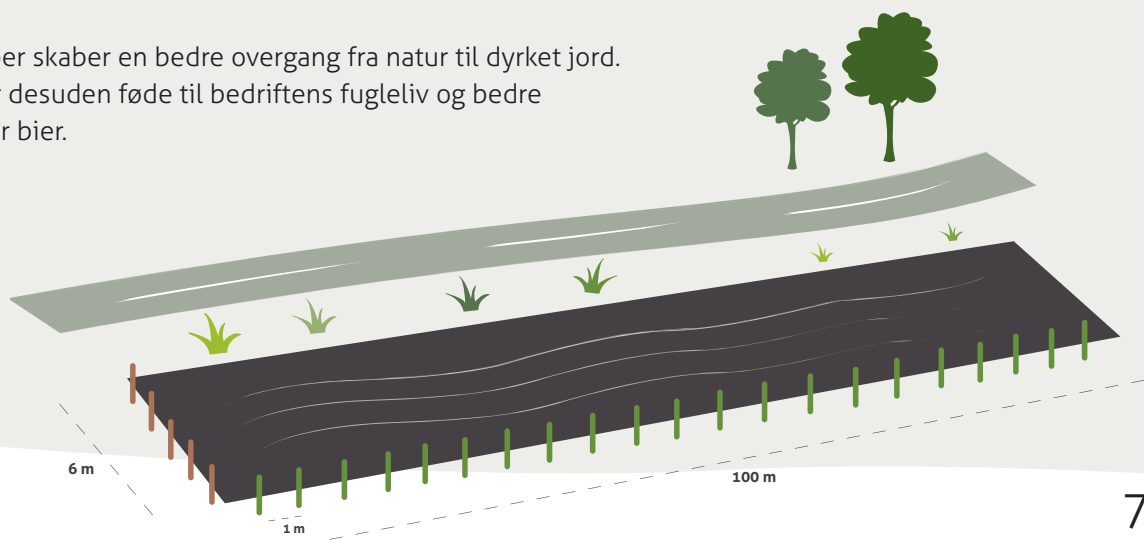 er skaber en bedre overgang fra natur til dyrket jord.
desuden føde til bedriftens fugleliv og bedre
r bier.
6 m
100 m
1 m
7